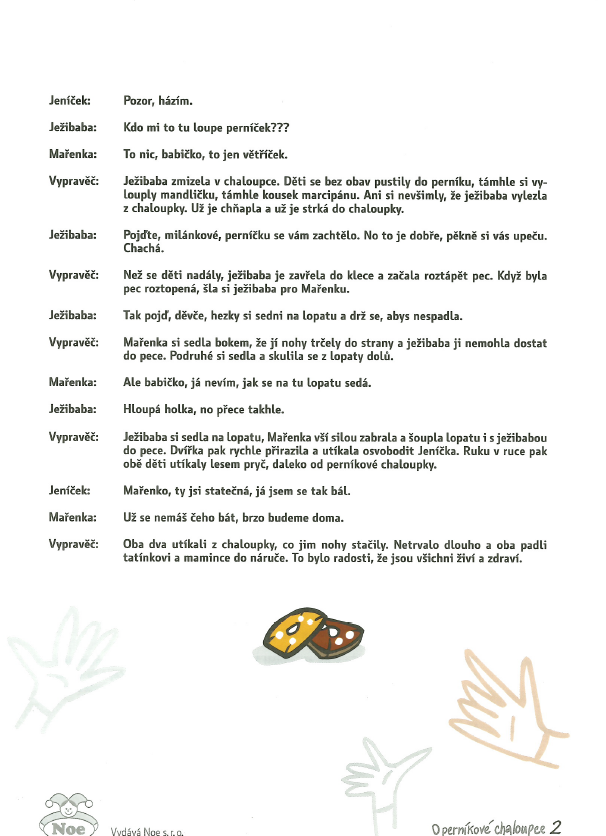 Jeníček: Pozor, házím.
Ježibaba: Kdo mi to tu loupe perníček???
Mařenka: To nic, babičko, to jen větříček.
Vypravěč: Ježibaba zmizela v chaloupce. Děti se bez obav pustily do perníku, támhle si vy-
louply mandličku, támhle kousek marcipánu. Ani si nevšimly, že ježibaba vylezla
z chaloupky. Už je chňapla a už je strká do chaloupky.
Ježibaba: Pojďte, milánkové, perníčku se vám zachtělo. No to je dobře, pěkně si vás upeču.
Chachá.
Vypravěč: Než se děti nadály, ježibaba je zavřela do klece a začala roztápět pec. Když byla
pec roztopená, šla si ježibaba pro Mařenku.
Ježibaba: Tak pojď, děvče, hezky si sedni na lopatu a drž se, abys nespadla.
Vypravěč: Mařenka si sedla bokem, že jí nohy trčely do strany a ježibaba ji nemohla dostat
do pece. Podruhé si sedla a skulila se z lopaty dolů.
Mařenka: Ale babičko, já nevím, jak se na tu lopatu sedá.
Ježibaba: Hloupá holka, no přece takhle.
Vypravěč: Ježibaba si sedla na lopatu, Mařenka vší silou zabrala a šoupla lopatu i s ježibabou
do pece. Dvířka pak rychle přirazila a utíkala osvobodit Jeníčka. Ruku v ruce pak
obě děti utíkaly lesem pryč, daleko od perníkové chaloupky.
Jeníček: Mařenko, ty jsi statečná, já jsem se tak bál.
Mařenka: Už se nemáš čeho bát, brzo budeme doma.
Vypravěč: Oba dva utíkali z chaloupky, co jim nohy stačily. Netrvalo dlouho a oba padli
tatínkovi a mamince do náruče. To bylo radosti, že jsou všichni živí a zdraví.
Noe
Vydává Noe s.r.o.
O perníkové chaloupce 2